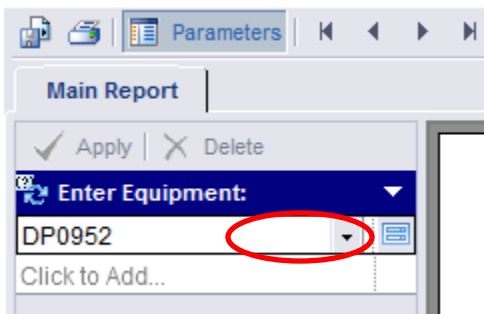 Parameters
Main Report
Apply | Delete
Enter Equipment:
DP0952
Click to Add...